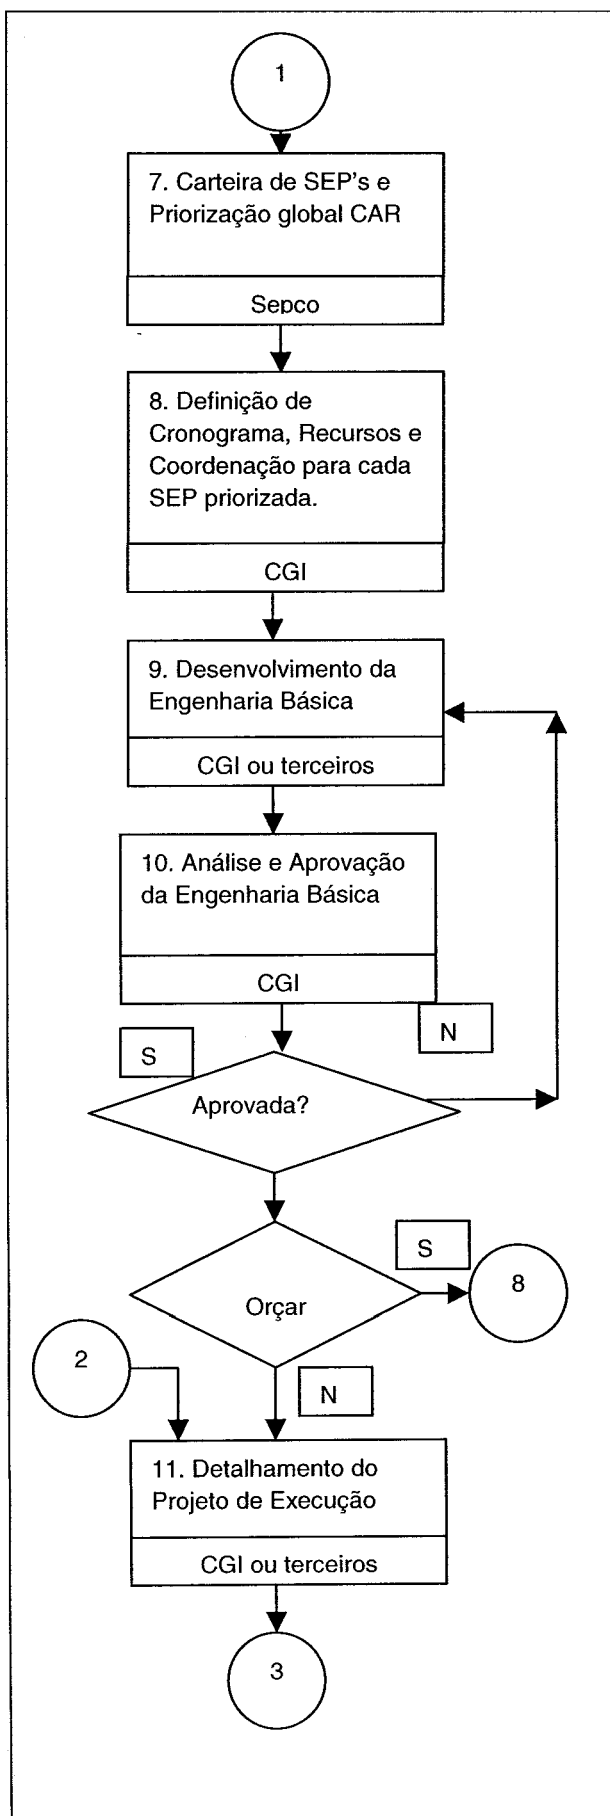 1
7. Carteira de SEP's e
Priorização global CAR
Sepco
8. Definição de
Cronograma, Recursos e
Coordenação para cada
SEP priorizada.
CGI
9. Desenvolvimento da
Engenharia Básica
CGI ou terceiros
10. Análise e Aprovação
da Engenharia Básica
CGI
N
S
Aprovada?
S
8
Orçar
2
N
11. Detalhamento do
Projeto de Execução
CGI ou terceiros
3